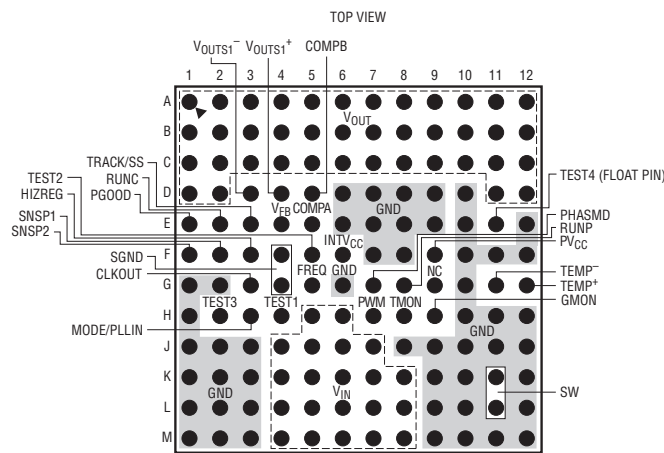 TOP VIEW
VOUTS1⁻ VOUTS1⁺ COMPB
1 2 3 4 5 6 7 8 9 10 11 12
A
VOUT
B
C
TRACK/SS
TEST2 RUNC
HIZREG PGOOD
SNSP1
SNSP2
D
VFB COMPA
GND
TEST4 (FLOAT PIN)
E
PHASMD
RUNP
INTVCC
PVCC
F
SGND
FREQ GND
NC
CLKOUT
TEMP⁻
G
TEMP⁺
TEST3 TEST1 PWM TMON
GMON
H
MODE/PLLIN
GND
J
K
GND
VIN
SW
L
M